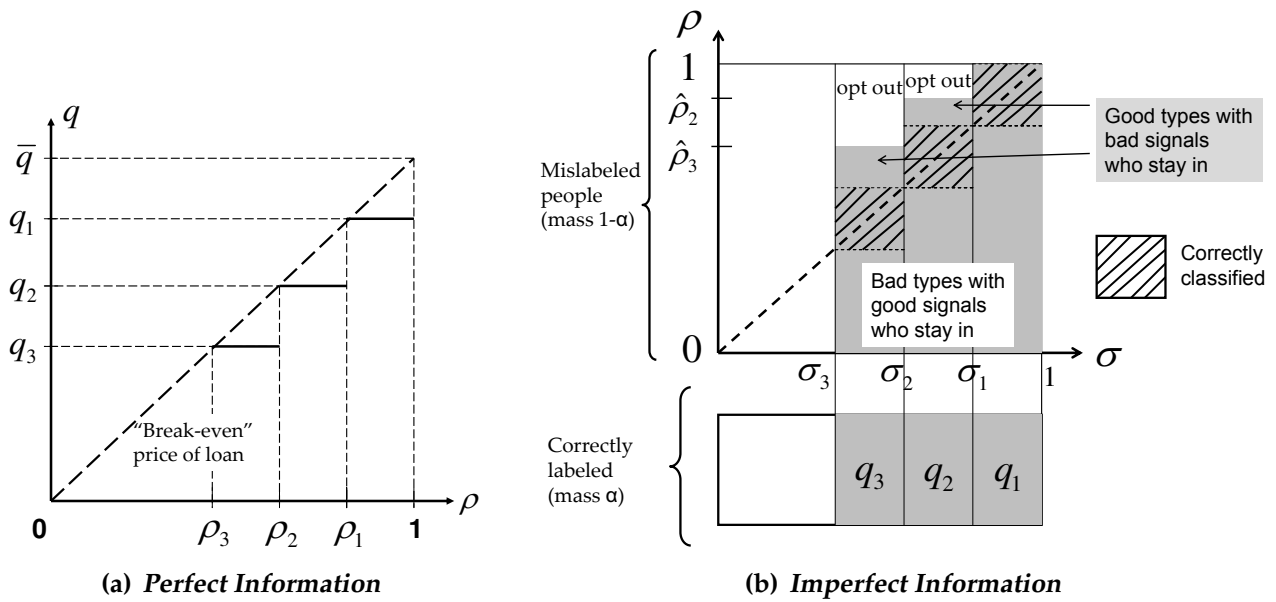 q
q̄
q₁
q₂
q₃
"Break-even"
price of loan
0
ρ₃
ρ₂
ρ₁
1
ρ
(a) Perfect Information
ρ
1
ρ̂₂
ρ̂₃
0
Mislabeled
people
(mass 1-α)
opt out
opt out
Good types with
bad signals
who stay in
Correctly
classified
Bad types with
good signals
who stay in
σ₃
σ₂
σ₁
1
σ
Correctly
labeled
(mass α)
q₃
q₂
q₁
(b) Imperfect Information